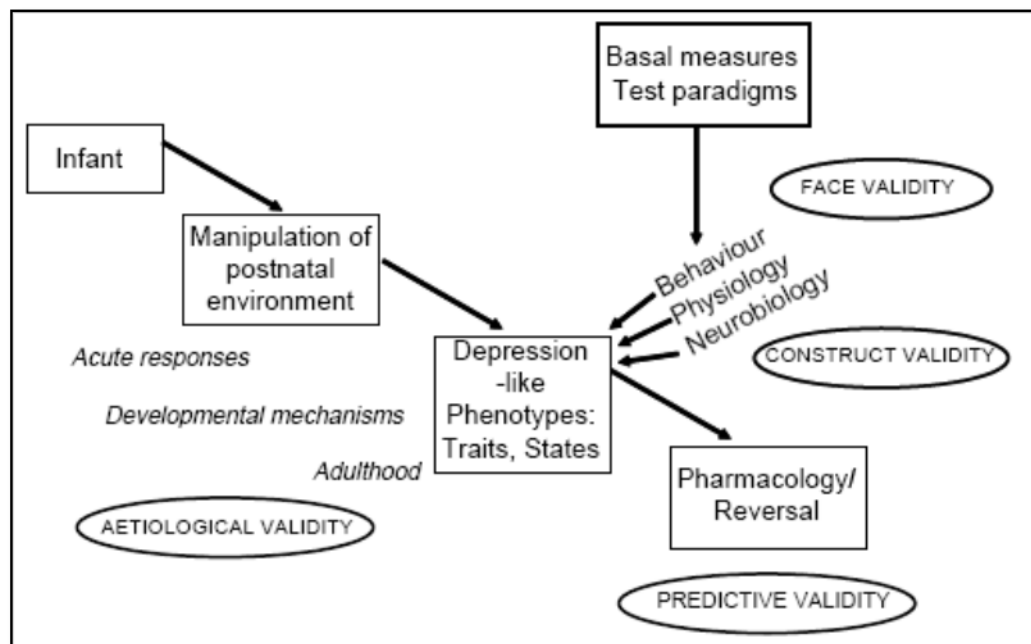 Basal measures
Test paradigms
Infant
FACE VALIDITY
Manipulation of
postnatal
environment
Behaviour
Physiology
Neurobiology
Acute responses
Depression
-like
Phenotypes:
Traits, States
CONSTRUCT VALIDITY
Developmental mechanisms
Adulthood
Pharmacology/
Reversal
AETIOLOGICAL VALIDITY
PREDICTIVE VALIDITY